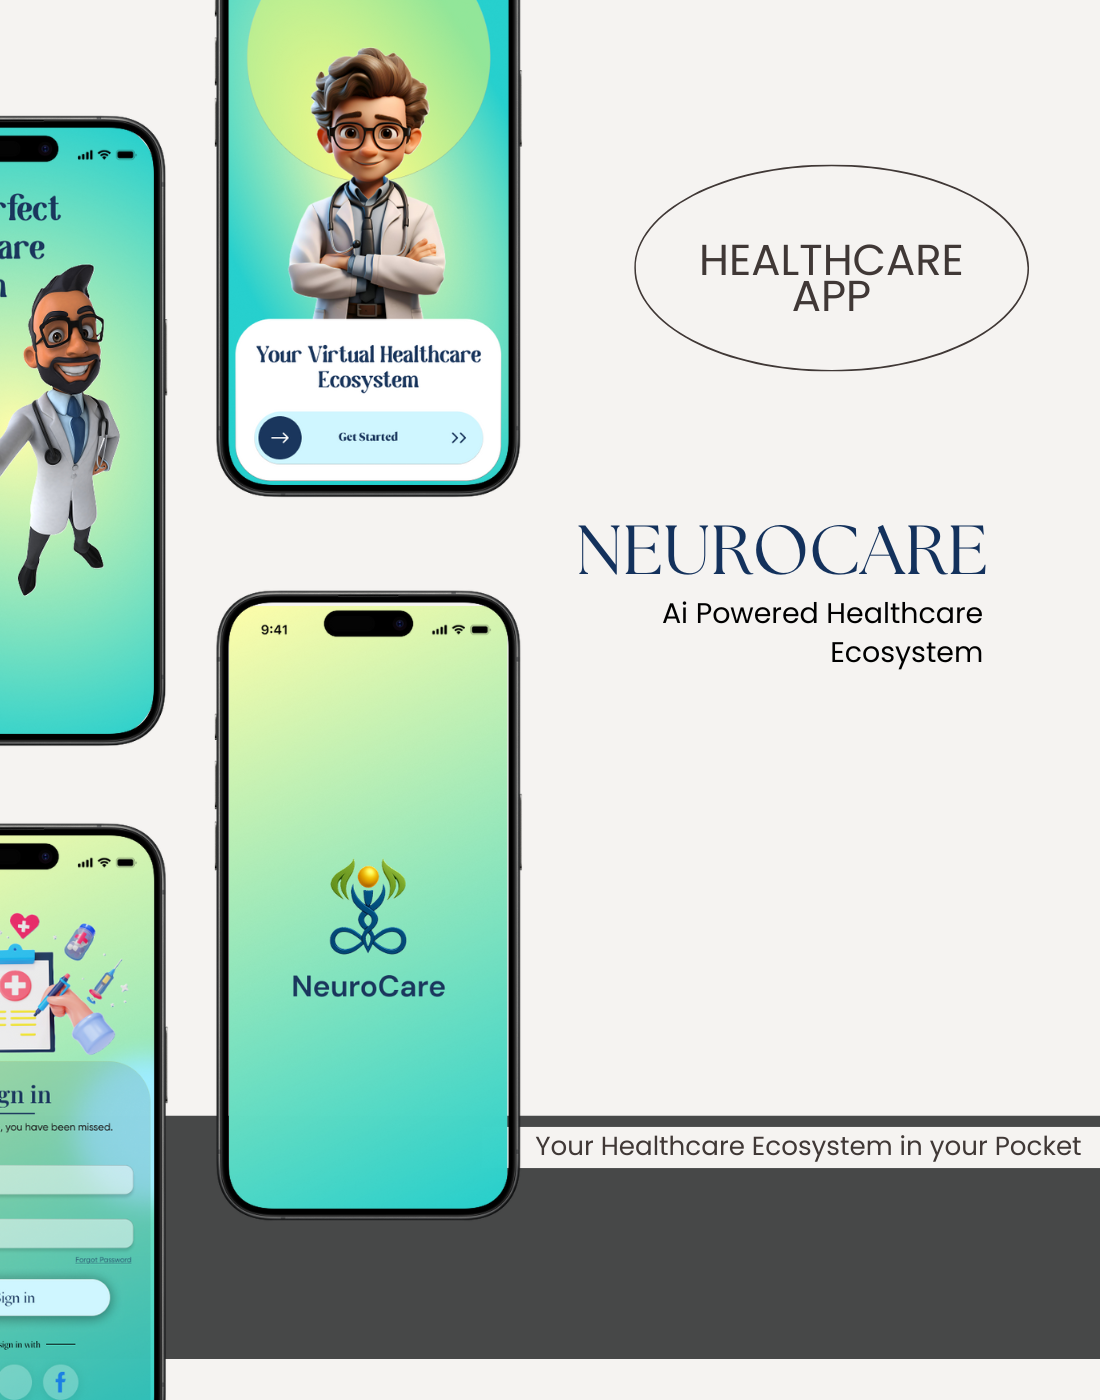 Your Virtual Healthcare
Ecosystem
Get Started
HEALTHCARE
APP
rfect
are
n
NEUROCARE
Ai Powered Healthcare
Ecosystem
9:41
NeuroCare
gn in
, you have been missed.
Forgot Password
ign in
sign in with
f
Your Healthcare Ecosystem in your Pocket